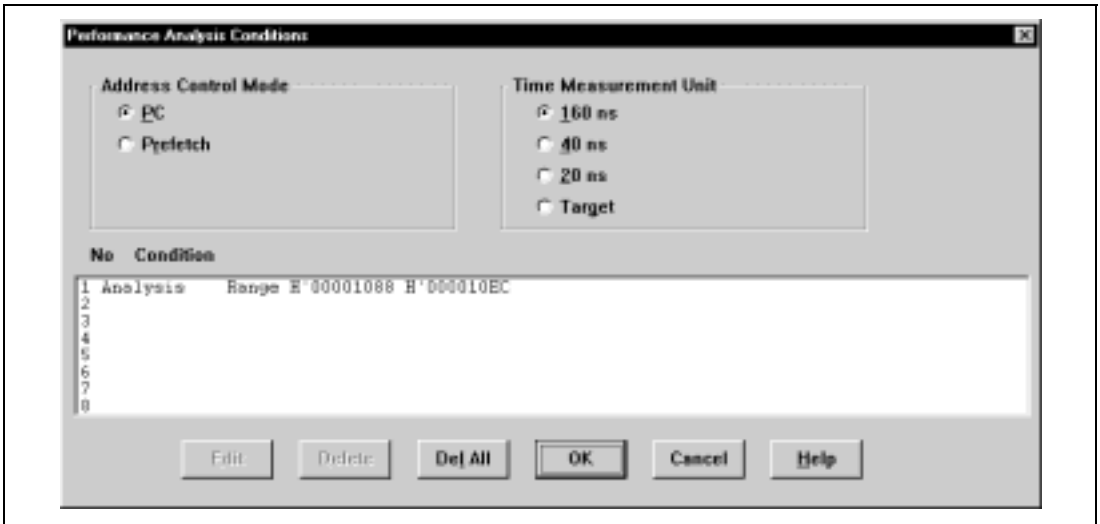 Performance Analysis Conditions
Address Control Mode
PC
Prefetch
Time Measurement Unit
160 ns
40 ns
20 ns
Target
No Condition
1 Analysis Range H'00001088 H'000010EC
2
3
4
5
6
7
8
Edit Delete Del All OK Cancel Help